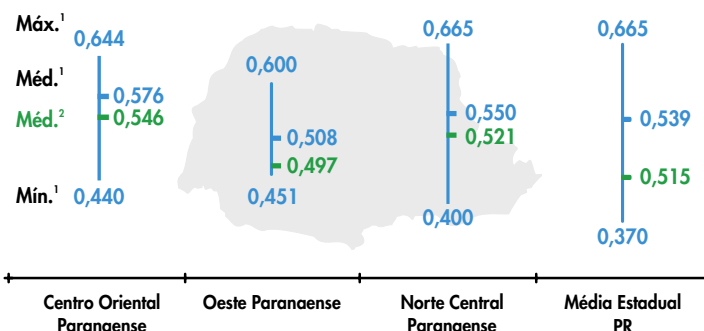 Máx.¹ 0,644 0,600 0,665 0,665
Méd.¹ 0,576 0,508 0,550 0,539
Méd.² 0,546 0,497 0,521 0,515
Mín.¹ 0,440 0,451 0,400 0,370
Centro Oriental Paranaense
Oeste Paranaense
Norte Central Paranaense
Média Estadual PR